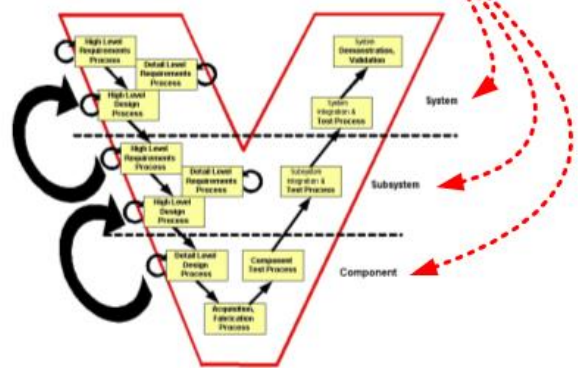 High Level
Requirements
Process
Detail Level
Requirements
Process
High Level
Design
Process
High Level
Requirements
Process
Detail Level
Requirements
Process
High Level
Design
Process
Detail Level
Design
Process
Acquisition,
Fabrication
Process
Component
Test Process
Subsystem
Integration &
Test Process
System
Integration &
Test Process
System
Demonstration,
Validation
System
Subsystem
Component